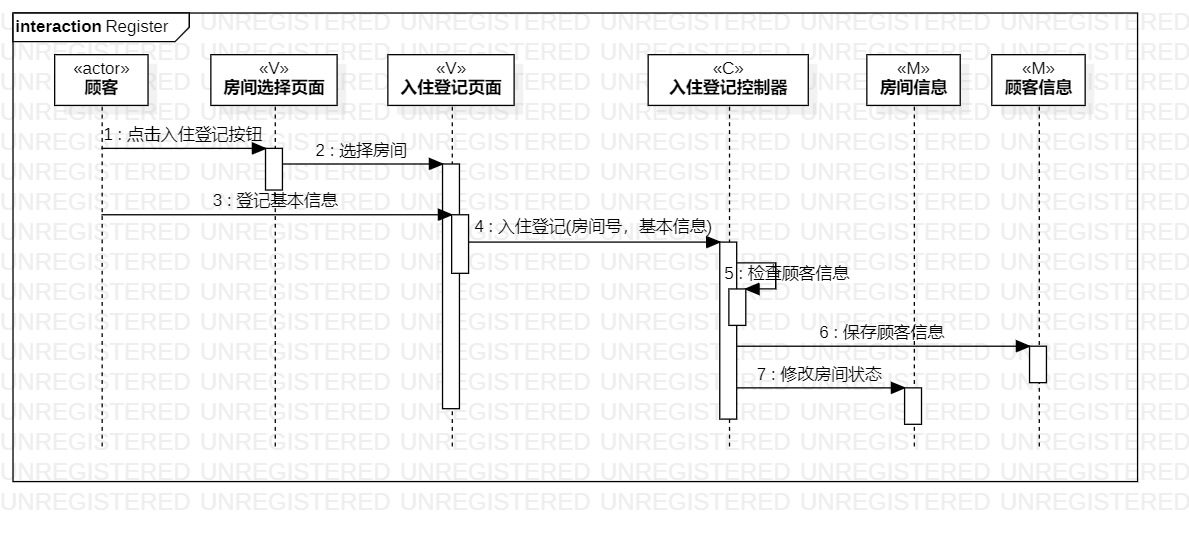 interaction Register
«actor»
顾客
«V»
房间选择页面
«V»
入住登记页面
«C»
入住登记控制器
«M»
房间信息
«M»
顾客信息
1 : 点击入住登记按钮
2 : 选择房间
3 : 登记基本信息
4 : 入住登记(房间号，基本信息)
5 : 检查顾客信息
6 : 保存顾客信息
7 : 修改房间状态
UNREGISTERED UNREGISTERED UNREGISTERED UNREGISTERED UNREGISTERED UNREGISTERED